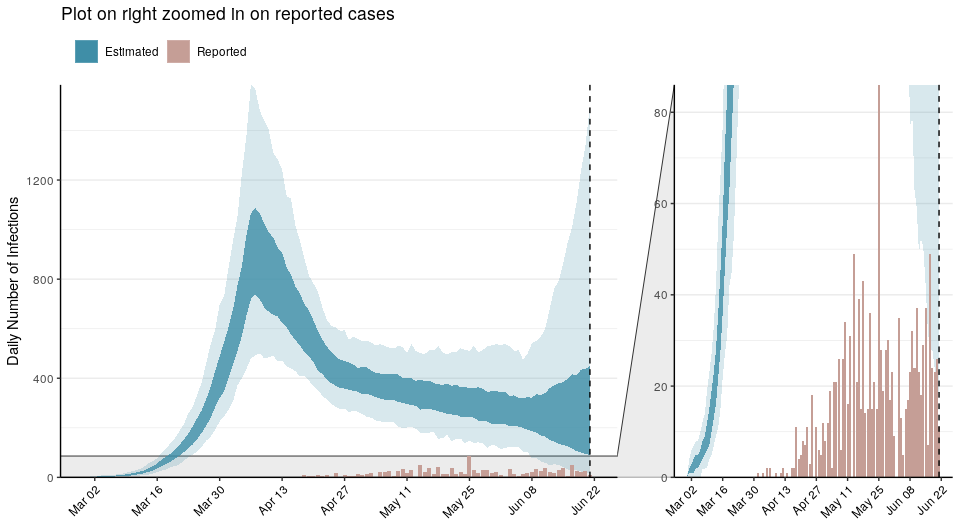 Plot on right zoomed in on reported cases
Estimated Reported
Daily Number of Infections
1200
800
400
0
Mar 02 Mar 16 Mar 30 Apr 13 Apr 27 May 11 May 25 Jun 08 Jun 22
80
60
40
20
0
Mar 02 Mar 16 Mar 30 Apr 13 Apr 27 May 11 May 25 Jun 08 Jun 22